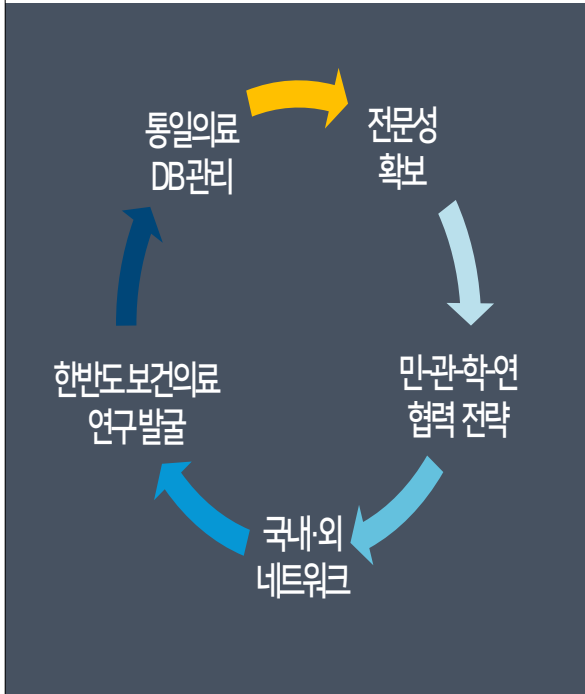 통일의료
DB관리
전문성
확보
민-관-학-연
협력 전략
국내·외
네트워크
한반도 보건의료
연구 발굴